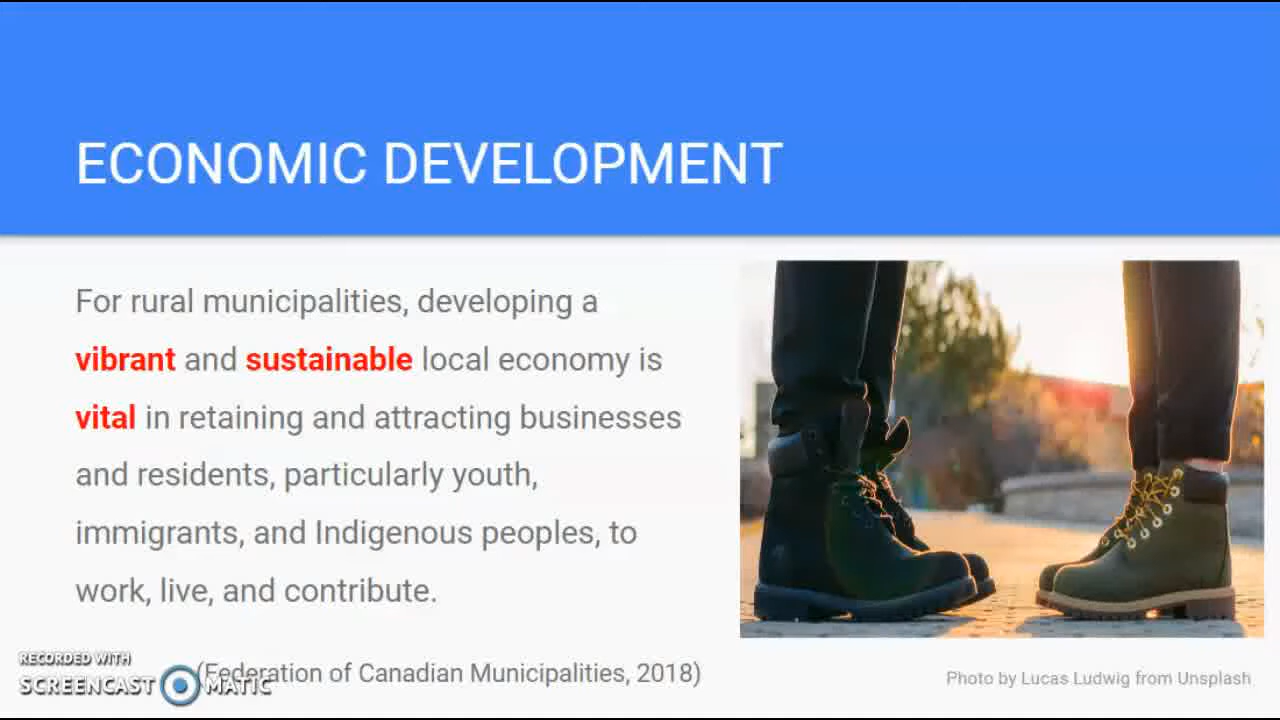 ECONOMIC DEVELOPMENT
For rural municipalities, developing a
vibrant and sustainable local economy is
vital in retaining and attracting businesses
and residents, particularly youth,
immigrants, and Indigenous peoples, to
work, live, and contribute.
(Federation of Canadian Municipalities, 2018)
RECORDED WITH
SCREENCAST MATIC
Photo by Lucas Ludwig from Unsplash